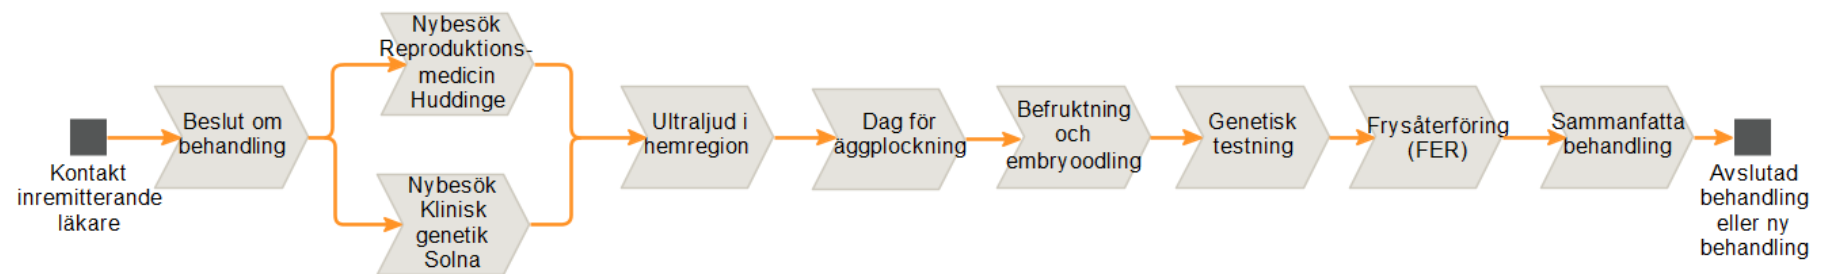 Kontakt
inremitterande
läkare
Beslut om
behandling
Nybesök
Reproduktions-
medicin
Huddinge
Nybesök
Klinisk
genetik
Solna
Ultraljud i
hemregion
Dag för
äggplockning
Befruktning
och
embryoodling
Genetisk
testning
Frysåterföring
(FER)
Sammanfatta
behandling
Avslutad
behandling
eller ny
behandling